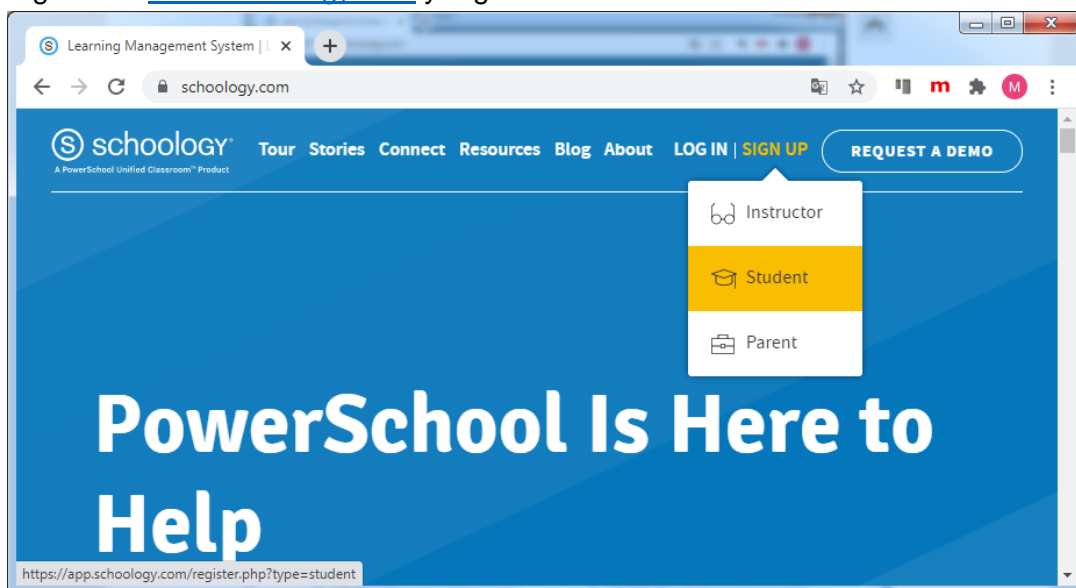 Learning Management System | L
schoology.com
m
M
S schoology®
A PowerSchool Unified Classroom™ Product
Tour Stories Connect Resources Blog About LOG IN | SIGN UP REQUEST A DEMO
Instructor
Student
Parent
PowerSchool Is Here to
Help
https://app.schoology.com/register.php?type=student